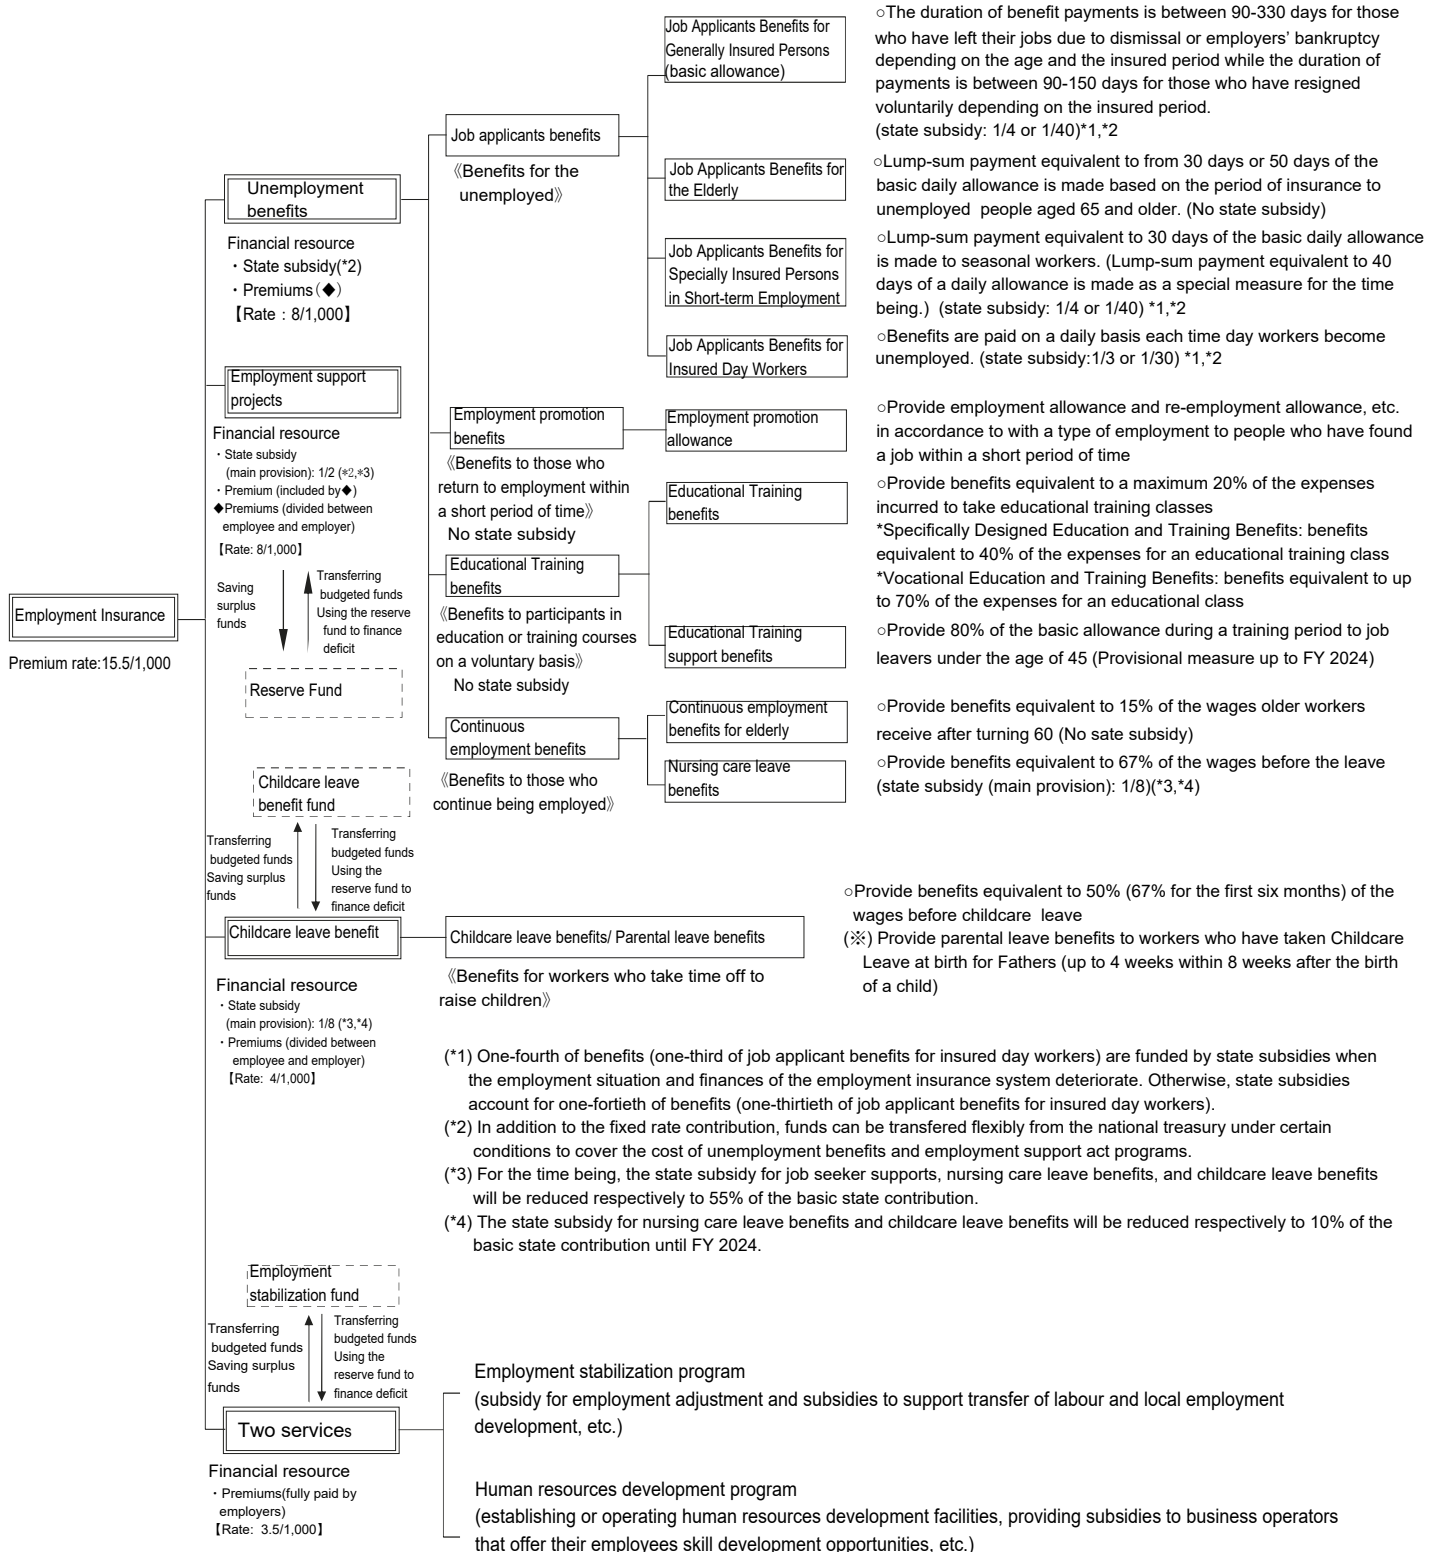 Employment Insurance
Premium rate:15.5/1,000
Unemployment
benefits
Financial resource
・State subsidy(*2)
・Premiums(◆)
【Rate：8/1,000】
Employment support
projects
Financial resource
・State subsidy
(main provision): 1/2 (*2,*3)
・Premium (included by◆)
◆Premiums (divided between
employee and employer)
【Rate: 8/1,000】
Saving
surplus
funds
Transferring
budgeted funds
Using the reserve
fund to finance
deficit
Reserve Fund
Childcare leave
benefit fund
Transferring
budgeted funds
Saving surplus
funds
Transferring
budgeted funds
Using the
reserve fund to
finance deficit
Childcare leave benefit
Financial resource
・State subsidy
(main provision): 1/8 (*3,*4)
・Premiums (divided between
employee and employer)
【Rate: 4/1,000】
Employment
stabilization fund
Transferring
budgeted funds
Saving surplus
funds
Transferring
budgeted funds
Using the
reserve fund to
finance deficit
Two services
Financial resource
・Premiums(fully paid by
employers)
【Rate: 3.5/1,000】
Job applicants benefits
《Benefits for the
unemployed》
Employment promotion
benefits
《Benefits to those who
return to employment within
a short period of time》
No state subsidy
Educational Training
benefits
《Benefits to participants in
education or training courses
on a voluntary basis》
No state subsidy
Continuous
employment benefits
《Benefits to those who
continue being employed》
Job Applicants Benefits for
Generally Insured Persons
(basic allowance)
○The duration of benefit payments is between 90-330 days for those
who have left their jobs due to dismissal or employers’ bankruptcy
depending on the age and the insured period while the duration of
payments is between 90-150 days for those who have resigned
voluntarily depending on the insured period.
(state subsidy: 1/4 or 1/40)*1,*2
Job Applicants Benefits for
the Elderly
○Lump-sum payment equivalent to from 30 days or 50 days of the
basic daily allowance is made based on the period of insurance to
unemployed people aged 65 and older. (No state subsidy)
Job Applicants Benefits for
Specially Insured Persons
in Short-term Employment
○Lump-sum payment equivalent to 30 days of the basic daily allowance
is made to seasonal workers. (Lump-sum payment equivalent to 40
days of a daily allowance is made as a special measure for the time
being.) (state subsidy: 1/4 or 1/40) *1,*2
Job Applicants Benefits for
Insured Day Workers
○Benefits are paid on a daily basis each time day workers become
unemployed. (state subsidy:1/3 or 1/30) *1,*2
Employment promotion
allowance
○Provide employment allowance and re-employment allowance, etc.
in accordance to with a type of employment to people who have found
a job within a short period of time
Educational Training
benefits
○Provide benefits equivalent to a maximum 20% of the expenses
incurred to take educational training classes
*Specifically Designed Education and Training Benefits: benefits
equivalent to 40% of the expenses for an educational training class
*Vocational Education and Training Benefits: benefits equivalent to up
to 70% of the expenses for an educational class
Educational Training
support benefits
○Provide 80% of the basic allowance during a training period to job
leavers under the age of 45 (Provisional measure up to FY 2024)
Continuous employment
benefits for elderly
○Provide benefits equivalent to 15% of the wages older workers
receive after turning 60 (No sate subsidy)
Nursing care leave
benefits
○Provide benefits equivalent to 67% of the wages before the leave
(state subsidy (main provision): 1/8)(*3,*4)
Childcare leave benefits/ Parental leave benefits
《Benefits for workers who take time off to
raise children》
○Provide benefits equivalent to 50% (67% for the first six months) of the
wages before childcare leave
(※) Provide parental leave benefits to workers who have taken Childcare
Leave at birth for Fathers (up to 4 weeks within 8 weeks after the birth
of a child)
(*1) One-fourth of benefits (one-third of job applicant benefits for insured day workers) are funded by state subsidies when
the employment situation and finances of the employment insurance system deteriorate. Otherwise, state subsidies
account for one-fortieth of benefits (one-thirtieth of job applicant benefits for insured day workers).
(*2) In addition to the fixed rate contribution, funds can be transfered flexibly from the national treasury under certain
conditions to cover the cost of unemployment benefits and employment support act programs.
(*3) For the time being, the state subsidy for job seeker supports, nursing care leave benefits, and childcare leave benefits
will be reduced respectively to 55% of the basic state contribution.
(*4) The state subsidy for nursing care leave benefits and childcare leave benefits will be reduced respectively to 10% of the
basic state contribution until FY 2024.
Employment stabilization program
(subsidy for employment adjustment and subsidies to support transfer of labour and local employment
development, etc.)
Human resources development program
(establishing or operating human resources development facilities, providing subsidies to business operators
that offer their employees skill development opportunities, etc.)